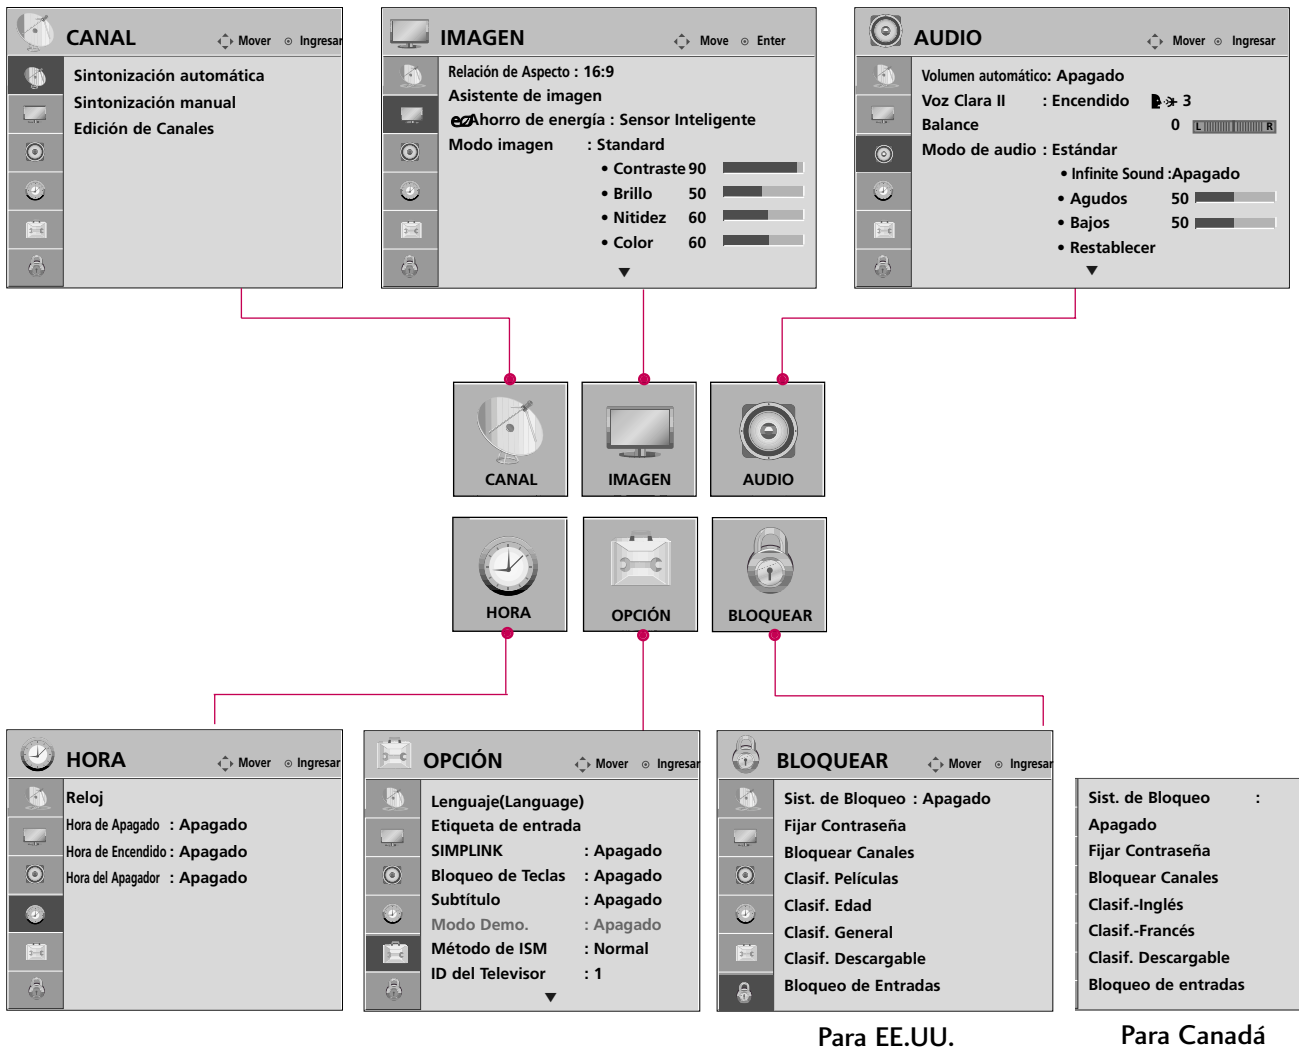 CANAL
Mover
Ingresar
Sintonización automática
Sintonización manual
Edición de Canales
IMAGEN
Move
Enter
Relación de Aspecto : 16:9
Asistente de imagen
Ahorro de energía : Sensor Inteligente
Modo imagen : Standard
• Contraste 90
• Brillo 50
• Nitidez 60
• Color 60
▼
AUDIO
Mover
Ingresar
Volumen automático: Apagado
Voz Clara II : Encendido 3
Balance 0 L R
Modo de audio : Estándar
• Infinite Sound :Apagado
• Agudos 50
• Bajos 50
• Restablecer
▼
CANAL
IMAGEN
AUDIO
HORA
OPCIÓN
BLOQUEAR
HORA
Mover
Ingresar
Reloj
Hora de Apagado : Apagado
Hora de Encendido : Apagado
Hora del Apagador : Apagado
OPCIÓN
Mover
Ingresar
Lenguaje(Language)
Etiqueta de entrada
SIMPLINK : Apagado
Bloqueo de Teclas : Apagado
Subtítulo : Apagado
Modo Demo. : Apagado
Método de ISM : Normal
ID del Televisor : 1
▼
BLOQUEAR
Mover
Ingresar
Sist. de Bloqueo : Apagado
Fijar Contraseña
Bloquear Canales
Clasif. Películas
Clasif. Edad
Clasif. General
Clasif. Descargable
Bloqueo de Entradas
Para EE.UU.
Sist. de Bloqueo :
Apagado
Fijar Contraseña
Bloquear Canales
Clasif.-Inglés
Clasif.-Francés
Clasif. Descargable
Bloqueo de entradas
Para Canadá